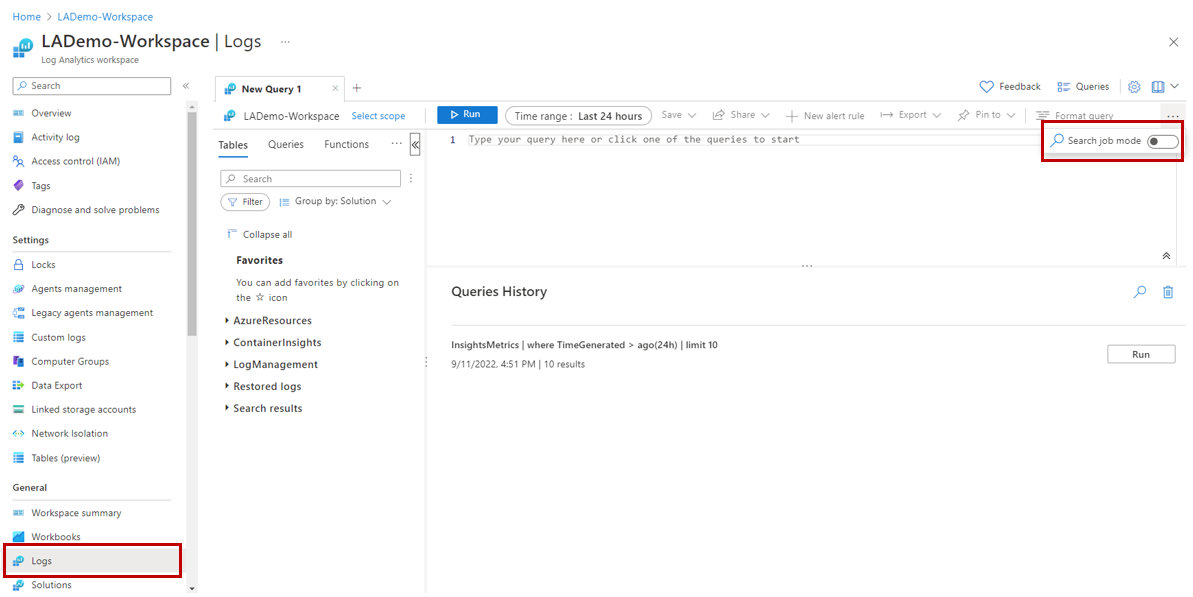 Home > LADemo-Workspace
LADemo-Workspace | Logs ...
Log Analytics workspace
Search
Overview
Activity log
Access control (IAM)
Tags
Diagnose and solve problems
Settings
Locks
Agents management
Legacy agents management
Custom logs
Computer Groups
Data Export
Linked storage accounts
Network Isolation
Tables (preview)
General
Workspace summary
Workbooks
Logs
Solutions
New Query 1
Feedback
Queries
LADemo-Workspace Select scope
Run
Time range : Last 24 hours
Save
Share
New alert rule
Export
Pin to
Format query
...
Search job mode
Tables Queries Functions ...
Search
Filter
Group by: Solution
Collapse all
Favorites
You can add favorites by clicking on
the ☆ icon
AzureResources
ContainerInsights
LogManagement
Restored logs
Search results
1 Type your query here or click one of the queries to start
...
Queries History
InsightsMetrics | where TimeGenerated > ago(24h) | limit 10
9/11/2022, 4:51 PM | 10 results
Run